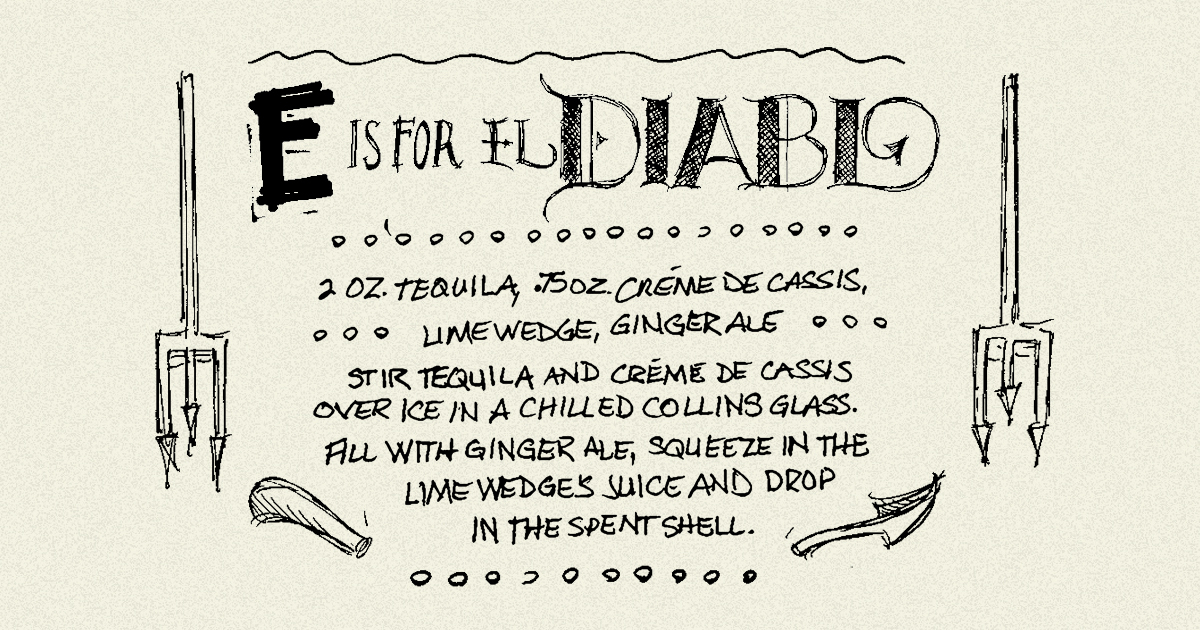 E IS FOR EL DIABLO
2 OZ. TEQUILA, .75 OZ. CRÉME DE CASSIS,
LIME WEDGE, GINGER ALE
STIR TEQUILA AND CRÉME DE CASSIS
OVER ICE IN A CHILLED COLLINS GLASS.
FILL WITH GINGER ALE, SQUEEZE IN THE
LIME WEDGE'S JUICE AND DROP
IN THE SPENT SHELL.